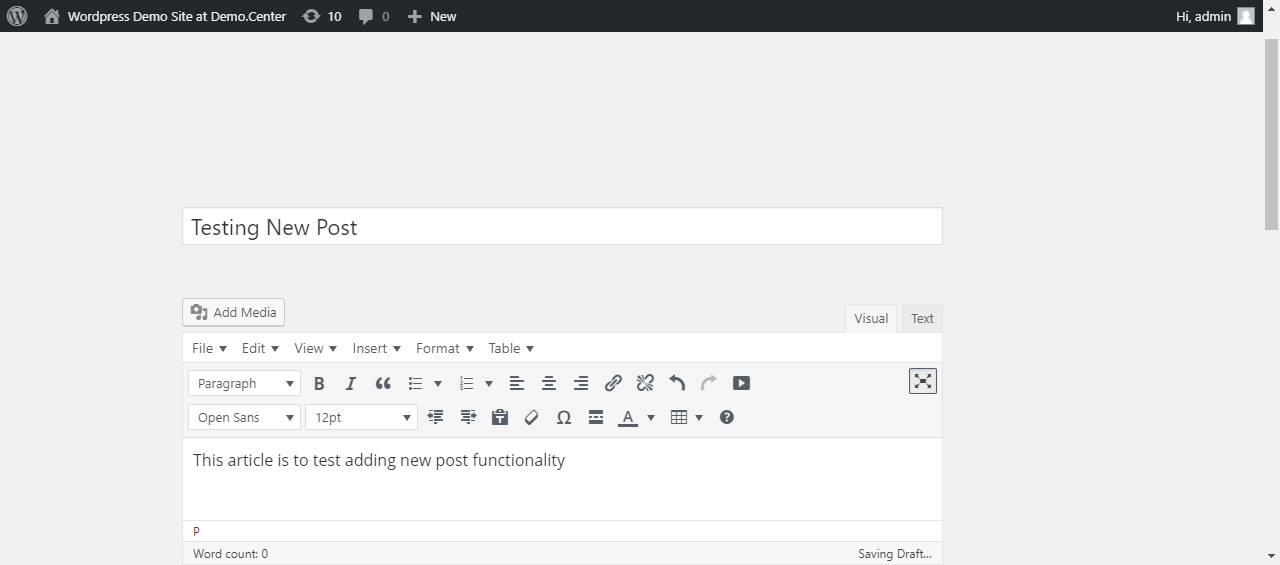 Wordpress Demo Site at Demo.Center 10 0 New Hi, admin
Testing New Post
Add Media
Visual Text
File Edit View Insert Format Table
Paragraph B I
Open Sans 12pt Ω A
This article is to test adding new post functionality
P
Word count: 0 Saving Draft...